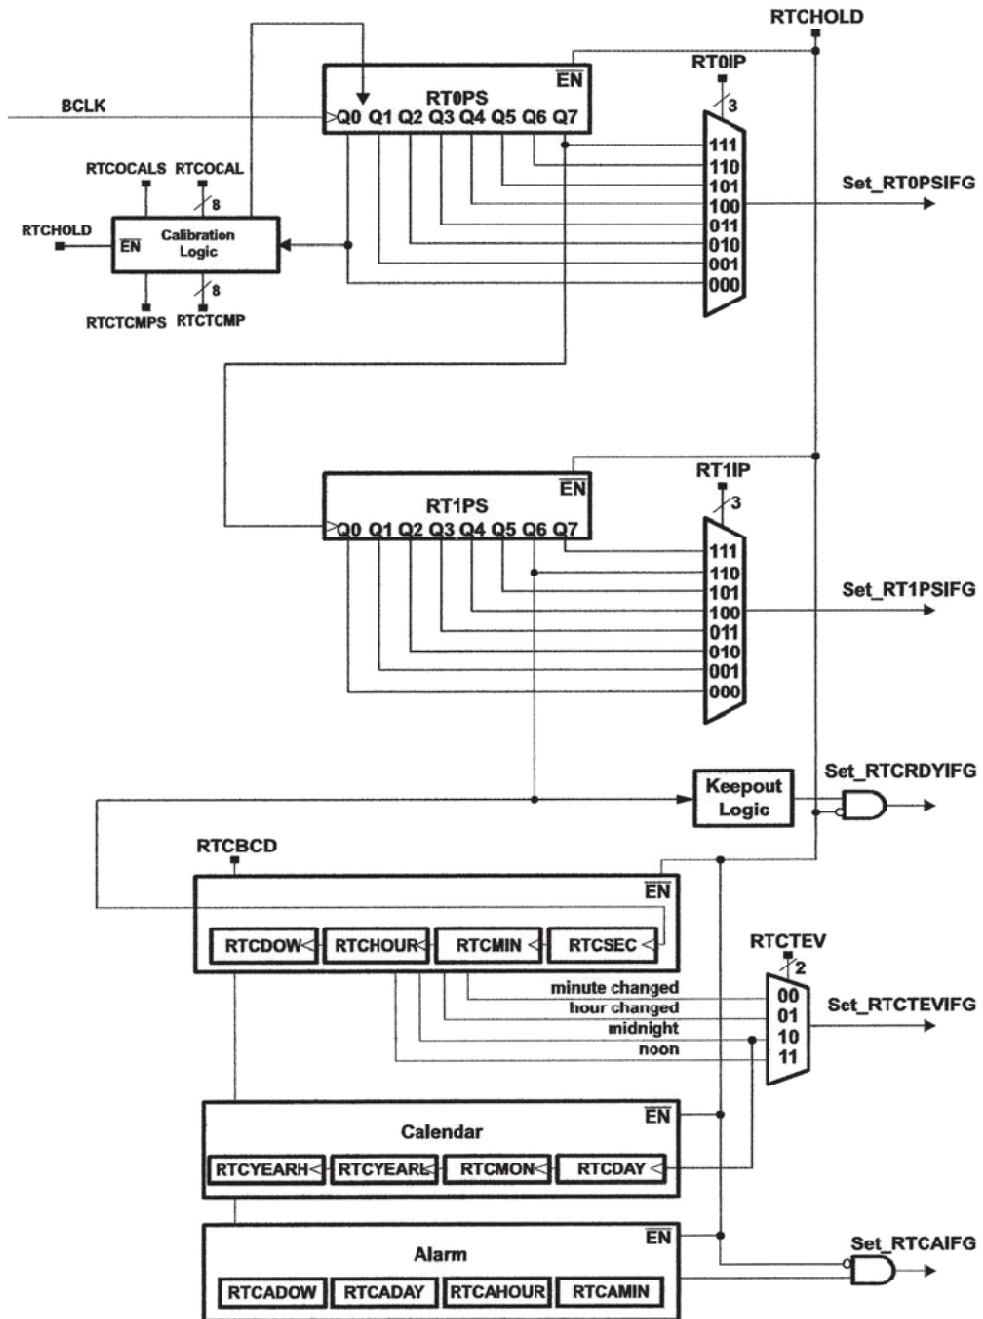 RTCHOLD
EN
RT0IP
RT0PS
3
BCLK
Q0 Q1 Q2 Q3 Q4 Q5 Q6 Q7
111
110
101
100
011
010
001
000
Set_RT0PSIFG
RTCOCALS RTCOCAL
8
RTCHOLD
EN
Calibration
Logic
8
RTCTCMPS RTCTCMP
EN
RT1IP
RT1PS
3
Q0 Q1 Q2 Q3 Q4 Q5 Q6 Q7
111
110
101
100
011
010
001
000
Set_RT1PSIFG
Set_RTCRDYIFG
Keepout
Logic
RTCBCD
EN
RTCDOW RTCHOUR RTCMIN RTCSEC
RTCTEV
2
minute changed
hour changed
midnight
noon
00
01
10
11
Set_RTCTEVIFG
EN
Calendar
RTCYEARH RTCYEARL RTCMON RTCDAY
EN
Alarm
RTCADOW RTCADAY RTCAHOUR RTCAMIN
Set_RTCAIFG